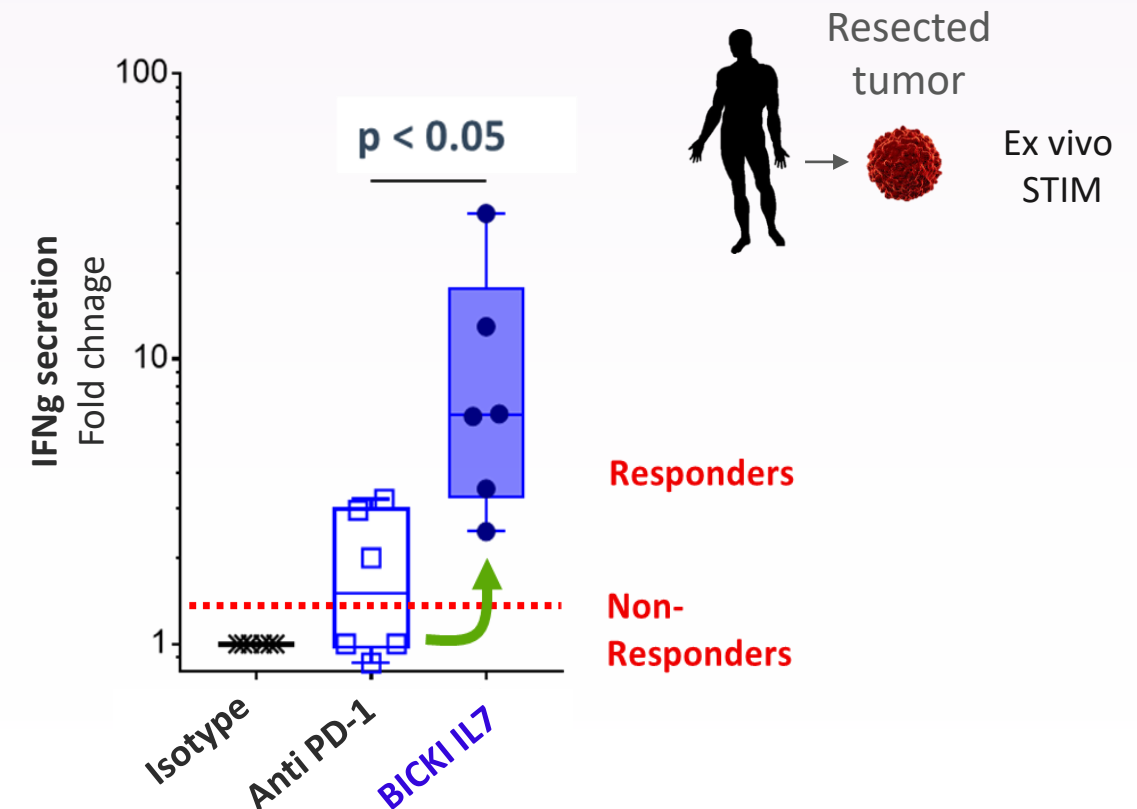 100
10
1
IFNg secretion
Fold chnage
p < 0.05
Resected
tumor
Ex vivo
STIM
Responders
Non-
Responders
Isotype
Anti PD-1
BICKI IL7